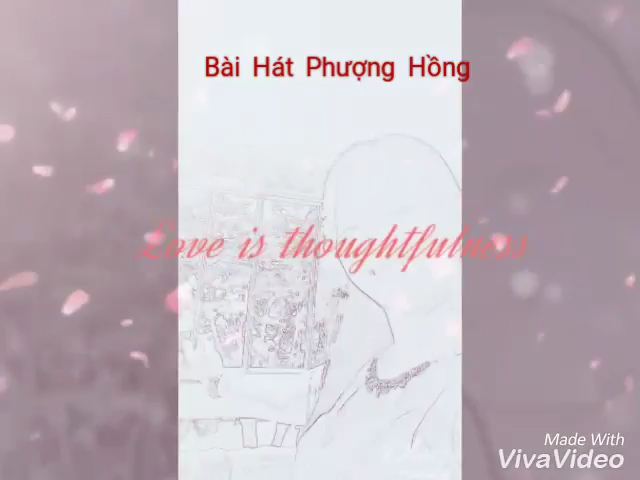 Bài Hát Phượng Hồng
Love is thoughtfulness
Made With
VivaVideo